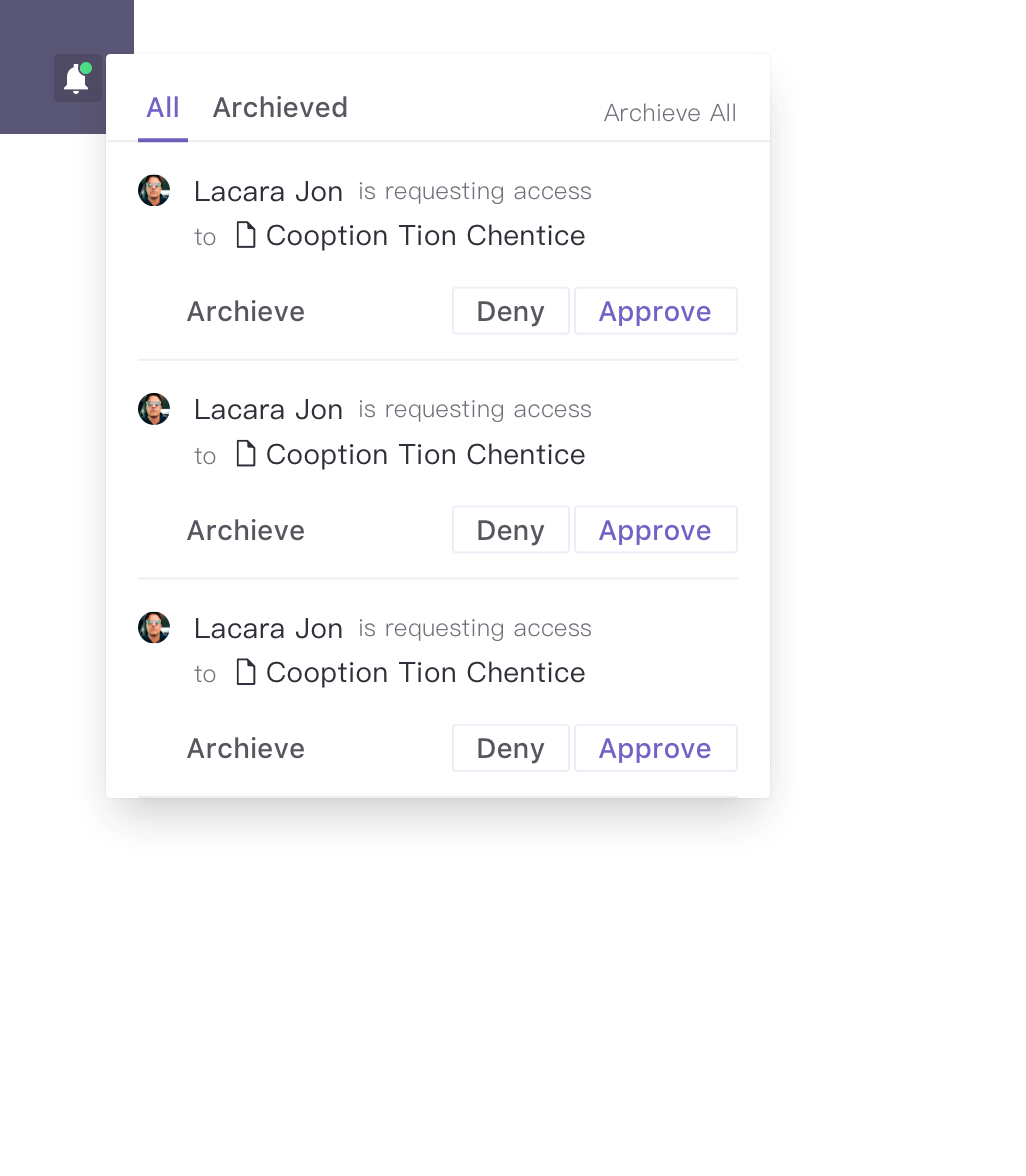 All Archieved Archieve All
Lacara Jon is requesting access
to Cooption Tion Chentice
Archieve Deny Approve
Lacara Jon is requesting access
to Cooption Tion Chentice
Archieve Deny Approve
Lacara Jon is requesting access
to Cooption Tion Chentice
Archieve Deny Approve